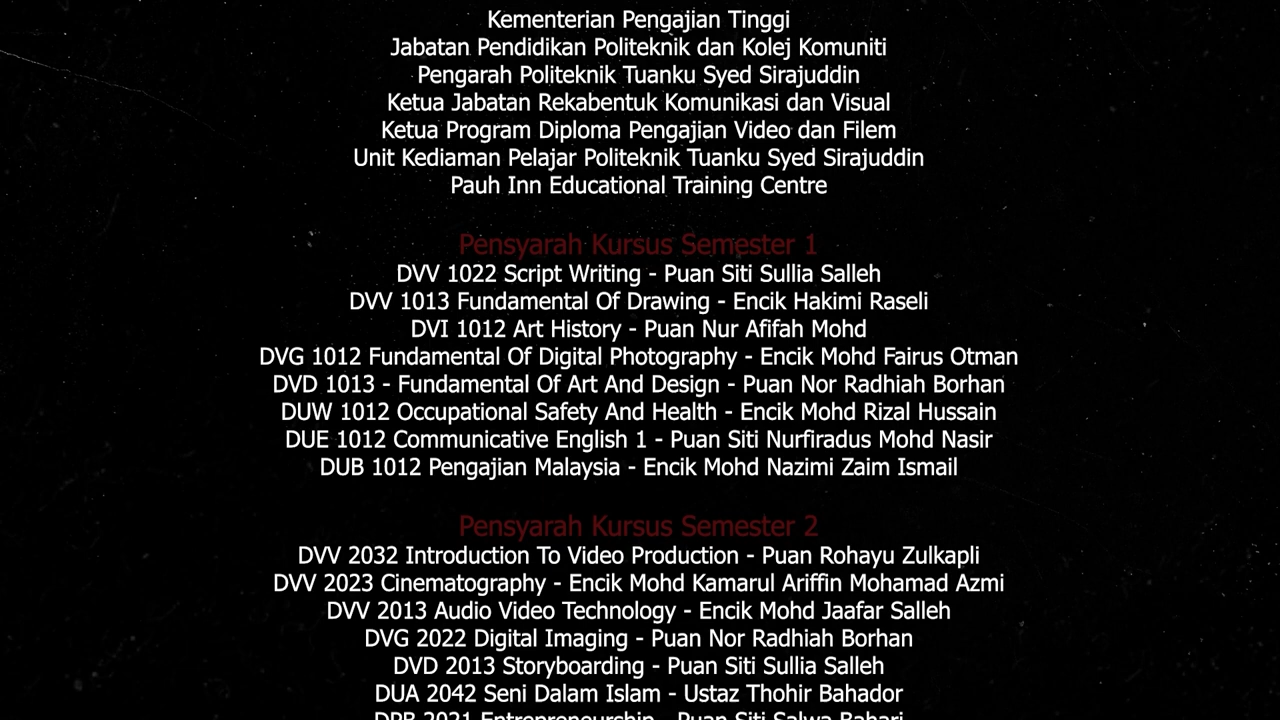 Kementerian Pengajian Tinggi
Jabatan Pendidikan Politeknik dan Kolej Komuniti
Pengarah Politeknik Tuanku Syed Sirajuddin
Ketua Jabatan Rekabentuk Komunikasi dan Visual
Ketua Program Diploma Pengajian Video dan Filem
Unit Kediaman Pelajar Politeknik Tuanku Syed Sirajuddin
Pauh Inn Educational Training Centre
Pensyarah Kursus Semester 1
DVV 1022 Script Writing - Puan Siti Sullia Salleh
DVV 1013 Fundamental Of Drawing - Encik Hakimi Raseli
DVI 1012 Art History - Puan Nur Afifah Mohd
DVG 1012 Fundamental Of Digital Photography - Encik Mohd Fairus Otman
DVD 1013 - Fundamental Of Art And Design - Puan Nor Radhiah Borhan
DUW 1012 Occupational Safety And Health - Encik Mohd Rizal Hussain
DUE 1012 Communicative English 1 - Puan Siti Nurfiradus Mohd Nasir
DUB 1012 Pengajian Malaysia - Encik Mohd Nazimi Zaim Ismail
Pensyarah Kursus Semester 2
DVV 2032 Introduction To Video Production - Puan Rohayu Zulkapli
DVV 2023 Cinematography - Encik Mohd Kamarul Ariffin Mohamad Azmi
DVV 2013 Audio Video Technology - Encik Mohd Jaafar Salleh
DVG 2022 Digital Imaging - Puan Nor Radhiah Borhan
DVD 2013 Storyboarding - Puan Siti Sullia Salleh
DUA 2042 Seni Dalam Islam - Ustaz Thohir Bahador
DPB 2021 Entrepreneurship - Puan Siti Salwa Bahari